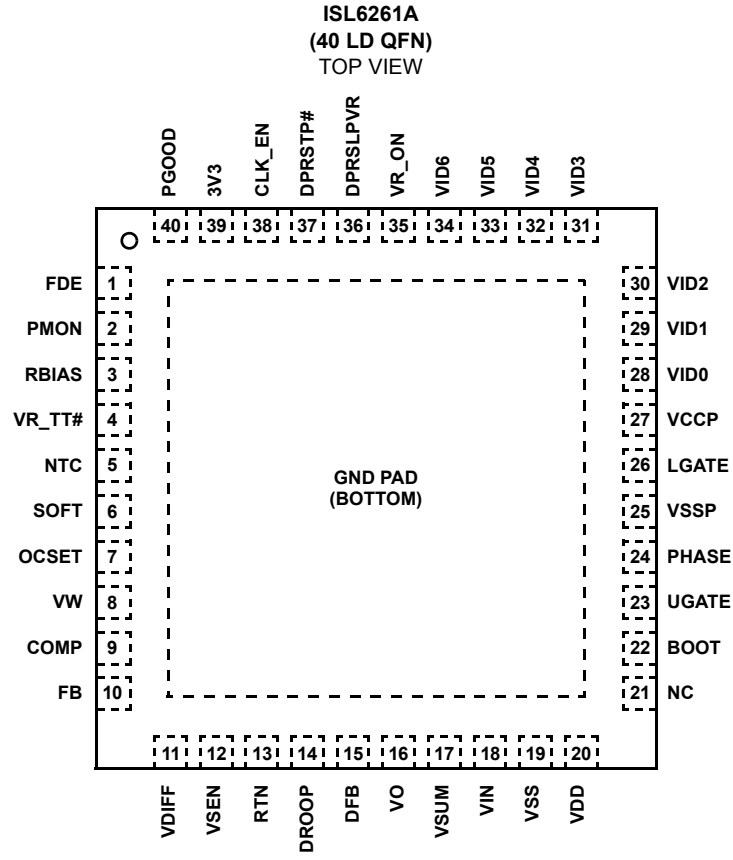 ISL6261A
(40 LD QFN)
TOP VIEW
PGOOD
3V3
CLK_EN
DPRSTP#
DPRSLPVR
VR_ON
VID6
VID5
VID4
VID3
40 39 38 37 36 35 34 33 32 31
FDE 1
PMON 2
RBIAS 3
VR_TT# 4
NTC 5
SOFT 6
OCSET 7
VW 8
COMP 9
FB 10
GND PAD
(BOTTOM)
30 VID2
29 VID1
28 VID0
27 VCCP
26 LGATE
25 VSSP
24 PHASE
23 UGATE
22 BOOT
21 NC
11 12 13 14 15 16 17 18 19 20
VDIFF
VSEN
RTN
DROOP
DFB
VO
VSUM
VIN
VSS
VDD